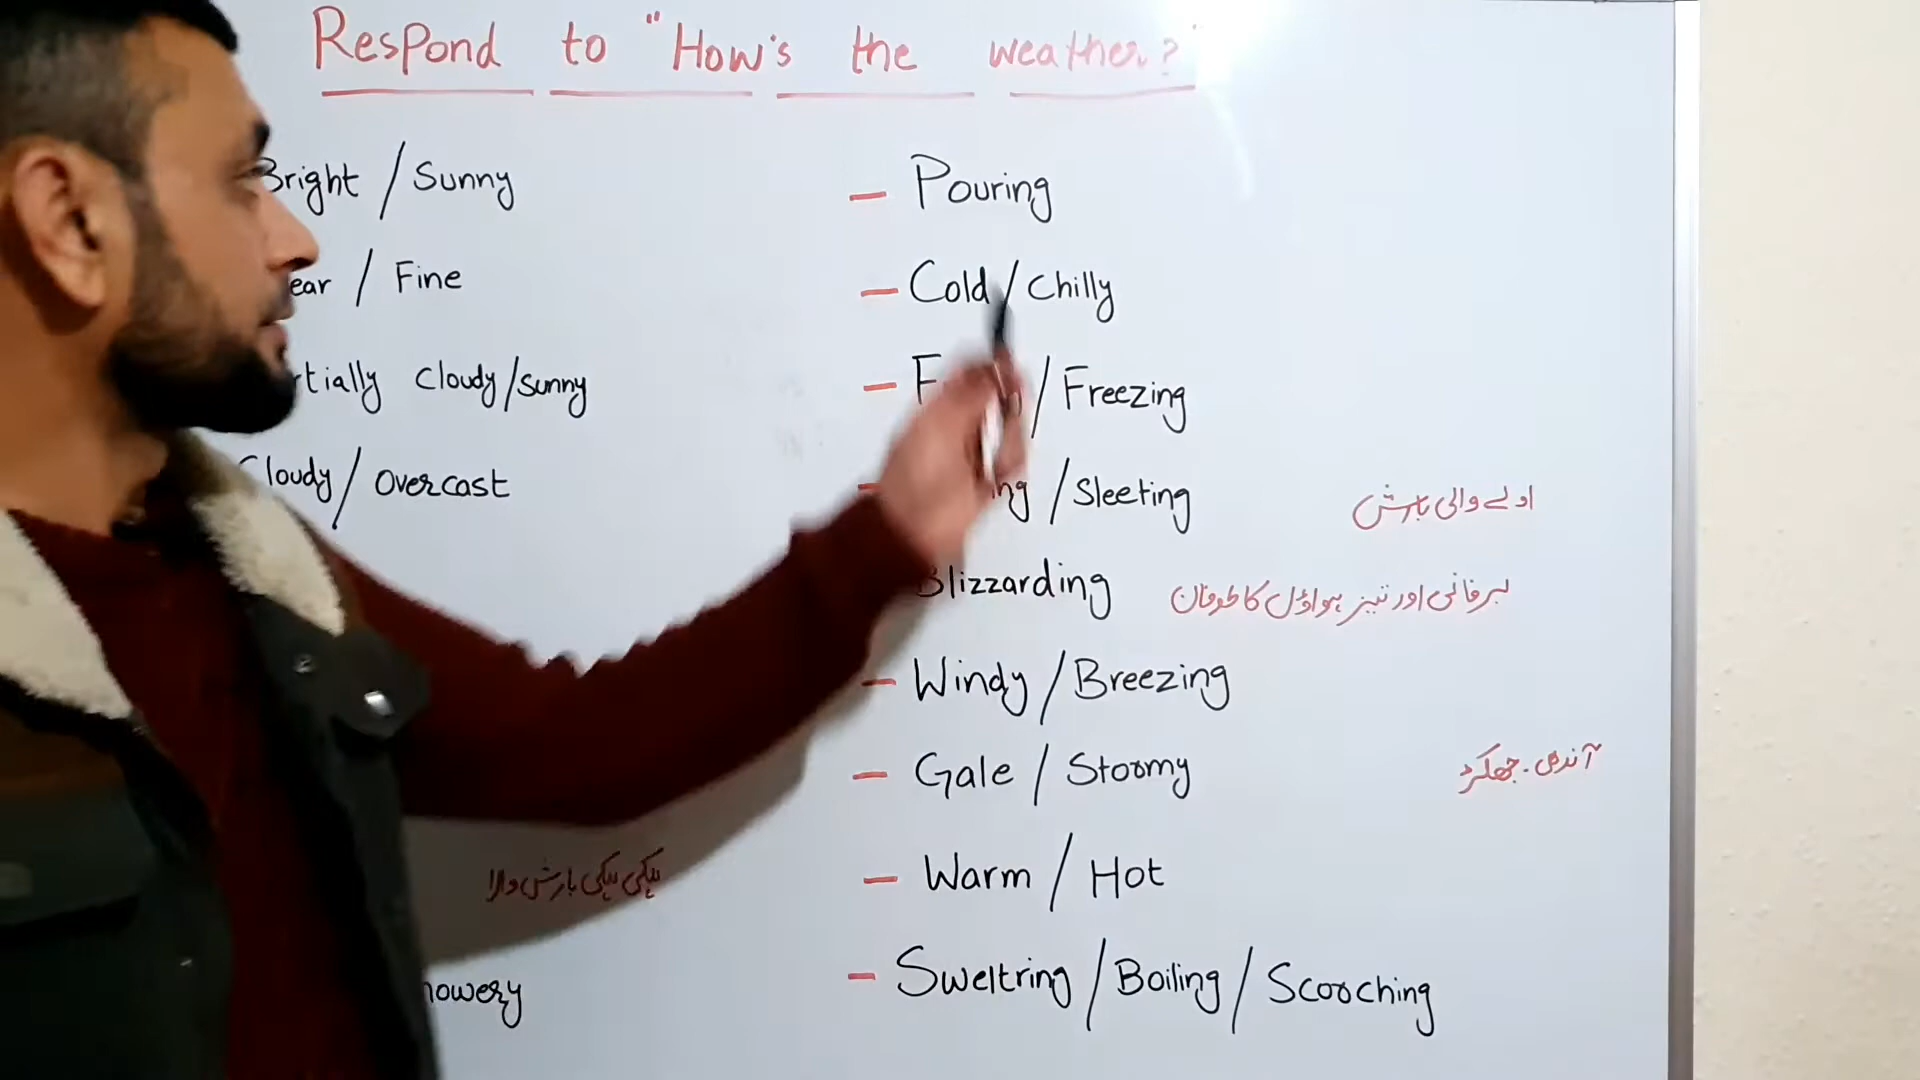 Respond to "How's the weather?"
Bright / Sunny
ear / Fine
rtially Cloudy / Sunny
Cloudy / Overcast
ہلکی ہلکی بارش والا
howery
– Pouring
– Cold / Chilly
– F / Freezing
ng / Sleeting اولے والی بارش
Blizzarding برفانی اور تیز ہواؤں کا طوفان
– Windy / Breezing
– Gale / Stormy آندھی . جھکڑ
– Warm / Hot
– Sweltring / Boiling / Scorching